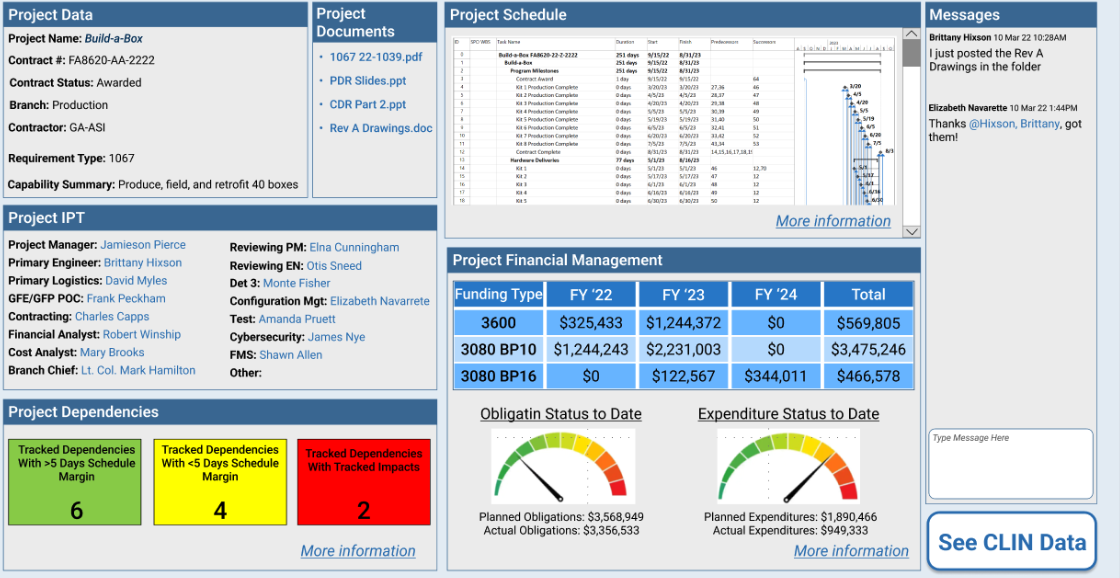 Project Data
Project Name: Build-a-Box
Contract #: FA8620-AA-2222
Contract Status: Awarded
Branch: Production
Contractor: GA-ASI
Requirement Type: 1067
Capability Summary: Produce, field, and retrofit 40 boxes
Project
Documents
• 1067 22-1039.pdf
• PDR Slides.ppt
• CDR Part 2.ppt
• Rev A Drawings.doc
Project IPT
Project Manager: Jamieson Pierce
Primary Engineer: Brittany Hixson
Primary Logistics: David Myles
GFE/GFP POC: Frank Peckham
Contracting: Charles Capps
Financial Analyst: Robert Winship
Cost Analyst: Mary Brooks
Branch Chief: Lt. Col. Mark Hamilton
Reviewing PM: Elna Cunningham
Reviewing EN: Otis Sneed
Det 3: Monte Fisher
Configuration Mgt: Elizabeth Navarrete
Test: Amanda Pruett
Cybersecurity: James Nye
FMS: Shawn Allen
Other:
Project Dependencies
Tracked Dependencies
With >5 Days Schedule
Margin
6
Tracked Dependencies
With <5 Days Schedule
Margin
4
Tracked Dependencies
With Tracked Impacts
2
More information
Project Schedule
ID Task Name Duration Start Finish Predecessors Successors
0 Build-a-Box FA8620-22-Z-2222 251 days 9/15/22 8/31/23
1 Build-a-Box 251 days 9/15/22 8/31/23
2 Program Milestones 251 days 9/15/22 8/31/23
3 Contract Award 1 day 9/15/22 9/15/22 64
4 Kit 1 Production Complete 0 days 3/20/23 3/20/23 27,36 46 3/20
5 Kit 2 Production Complete 0 days 4/5/23 4/5/23 28,37 47 4/5
6 Kit 3 Production Complete 0 days 4/20/23 4/20/23 29,38 48 4/20
7 Kit 4 Production Complete 0 days 5/5/23 5/5/23 30,39 49 5/5
8 Kit 5 Production Complete 0 days 5/19/23 5/19/23 31,40 50 5/19
9 Kit 6 Production Complete 0 days 6/5/23 6/5/23 32,41 51 6/5
10 Kit 7 Production Complete 0 days 6/20/23 6/20/23 33,42 52 6/20
11 Kit 8 Production Complete 0 days 7/5/23 7/5/23 43,34 53 7/5
12 Contract Complete 0 days 8/31/23 8/31/23 14,15,16,17,18,19
13 Hardware Deliveries 77 days 5/1/23 8/16/23
14 Kit 1 0 days 5/1/23 5/1/23 46 12,70 5/1
15 Kit 2 0 days 5/17/23 5/17/23 47 12 5/17
16 Kit 3 0 days 6/1/23 6/1/23 48 12 6/1
17 Kit 4 0 days 6/16/23 6/16/23 49 12 6/16
18 Kit 5 0 days 6/30/23 6/30/23 50 12 6/30
More information
Project Financial Management
Funding Type FY ‘22 FY ‘23 FY ‘24 Total
3600 $325,433 $1,244,372 $0 $569,805
3080 BP10 $1,244,243 $2,231,003 $0 $3,475,246
3080 BP16 $0 $122,567 $344,011 $466,578
Obligatin Status to Date
Planned Obligations: $3,568,949
Actual Obligations: $3,356,533
Expenditure Status to Date
Planned Expenditures: $1,890,466
Actual Expenditures: $949,333
More information
Messages
Brittany Hixson 10 Mar 22 10:28AM
I just posted the Rev A
Drawings in the folder
Elizabeth Navarette 10 Mar 22 1:44PM
Thanks @Hixson, Brittany, got
them!
Type Message Here
See CLIN Data